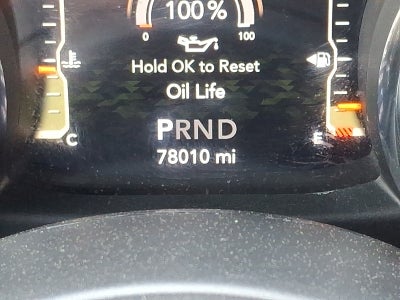 100%
0 100
Hold OK to Reset
Oil Life
PRND
C E
78010 mi